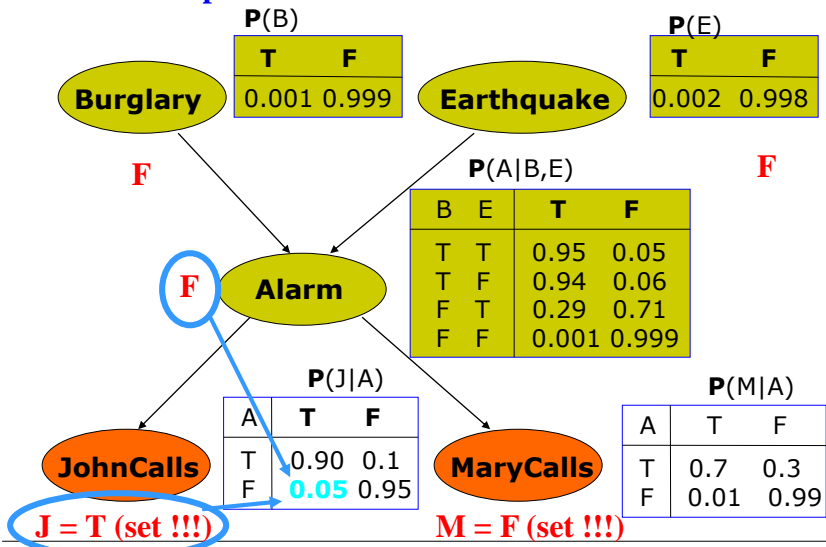 P(B)
T F
0.001 0.999
Burglary
P(E)
T F
0.002 0.998
Earthquake
F
F
P(A|B,E)
B E T F
T T 0.95 0.05
T F 0.94 0.06
F T 0.29 0.71
F F 0.001 0.999
F
Alarm
P(J|A)
A T F
T 0.90 0.1
F 0.05 0.95
P(M|A)
A T F
T 0.7 0.3
F 0.01 0.99
JohnCalls
MaryCalls
J = T (set !!!)
M = F (set !!!)